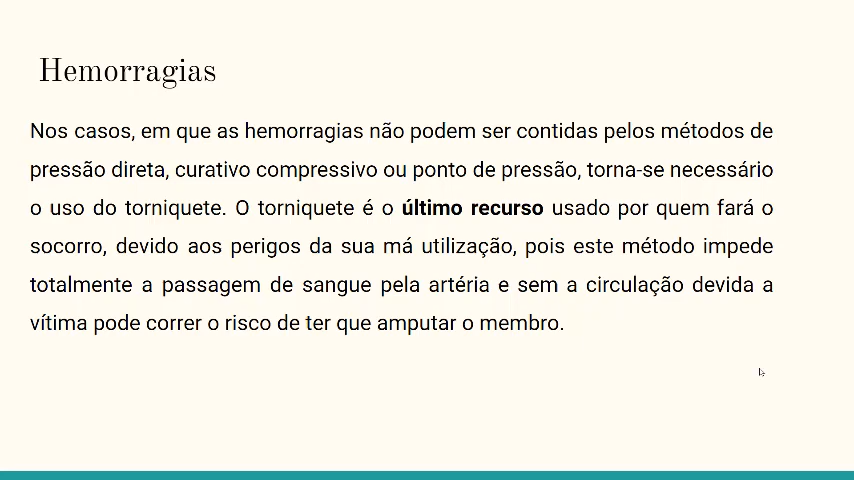 Hemorragias
Nos casos, em que as hemorragias não podem ser contidas pelos métodos de
pressão direta, curativo compressivo ou ponto de pressão, torna-se necessário
o uso do torniquete. O torniquete é o último recurso usado por quem fará o
socorro, devido aos perigos da sua má utilização, pois este método impede
totalmente a passagem de sangue pela artéria e sem a circulação devida a
vítima pode correr o risco de ter que amputar o membro.